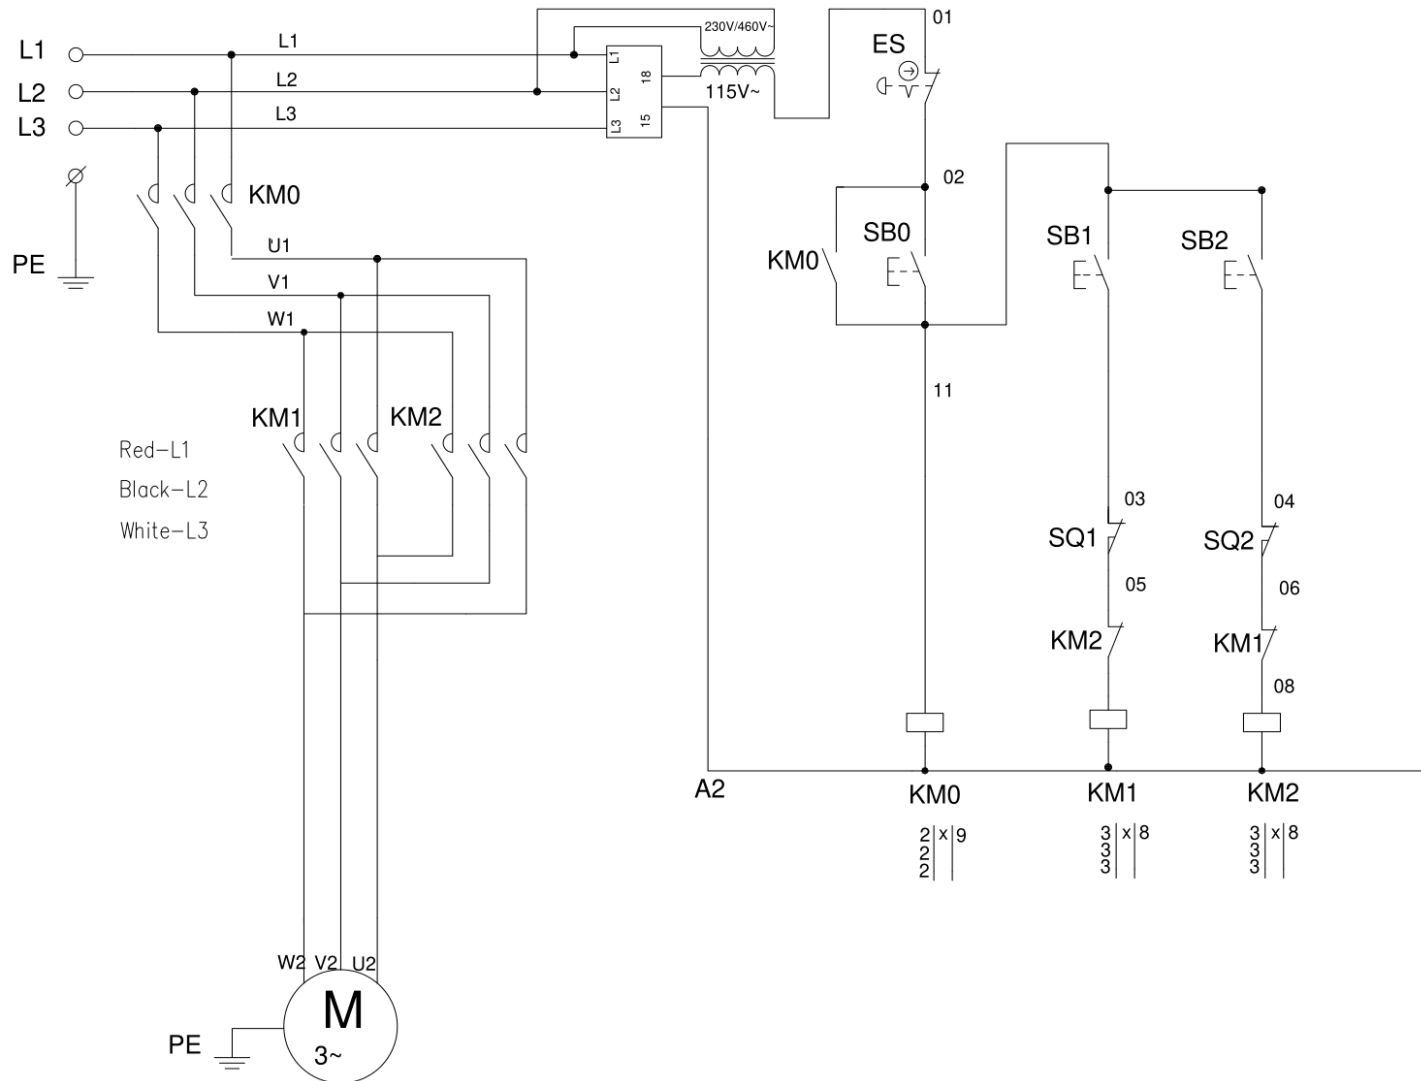 L1
L1
L2
L2
L3
L3
PE
KM0
U1
V1
W1
KM1
KM2
Red-L1
Black-L2
White-L3
W2
V2
U2
M
3~
PE
L1
L2
L3
18
15
230V/460V~
115V~
01
ES
02
KM0
SB0
SB1
SB2
11
03
04
SQ1
SQ2
05
06
KM2
KM1
08
A2
KM0
KM1
KM2
2 x 9
2
2
3 x 8
3
3
3 x 8
3
3